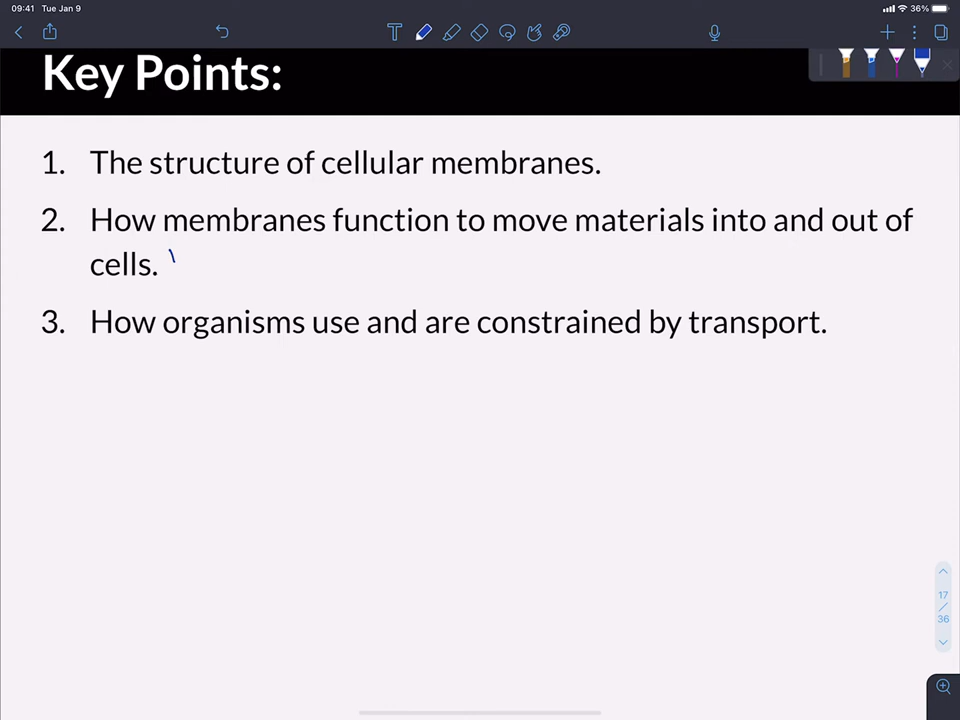 09:41 Tue Jan 9
36%
Key Points:
1. The structure of cellular membranes.
2. How membranes function to move materials into and out of
cells.
3. How organisms use and are constrained by transport.
17
/
36